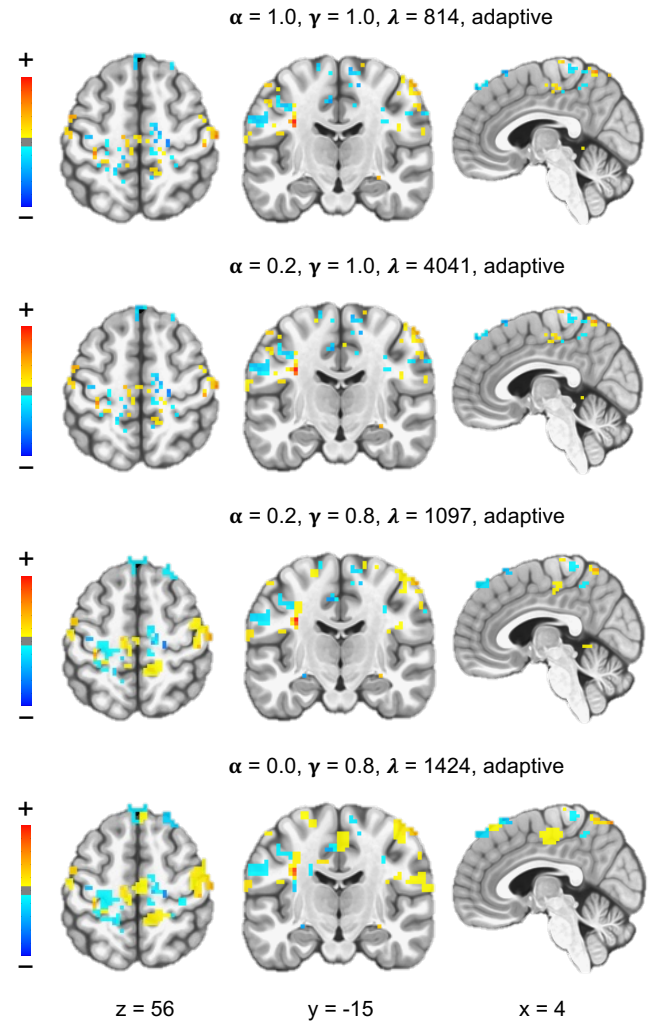 α = 1.0, γ = 1.0, λ = 814, adaptive
+
−
α = 0.2, γ = 1.0, λ = 4041, adaptive
+
−
α = 0.2, γ = 0.8, λ = 1097, adaptive
+
−
α = 0.0, γ = 0.8, λ = 1424, adaptive
+
−
z = 56 y = -15 x = 4